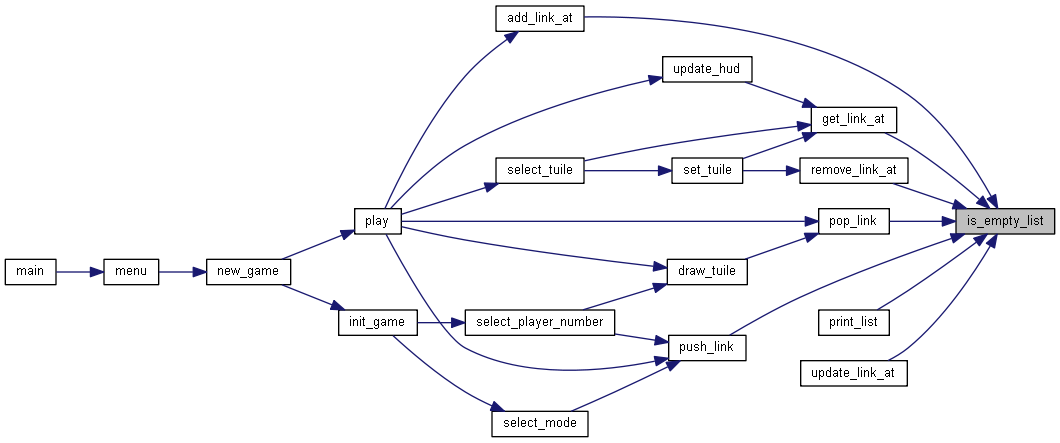 add_link_at
update_hud
get_link_at
select_tuile
set_tuile
remove_link_at
play
pop_link
is_empty_list
main
menu
new_game
draw_tuile
init_game
select_player_number
print_list
push_link
update_link_at
select_mode